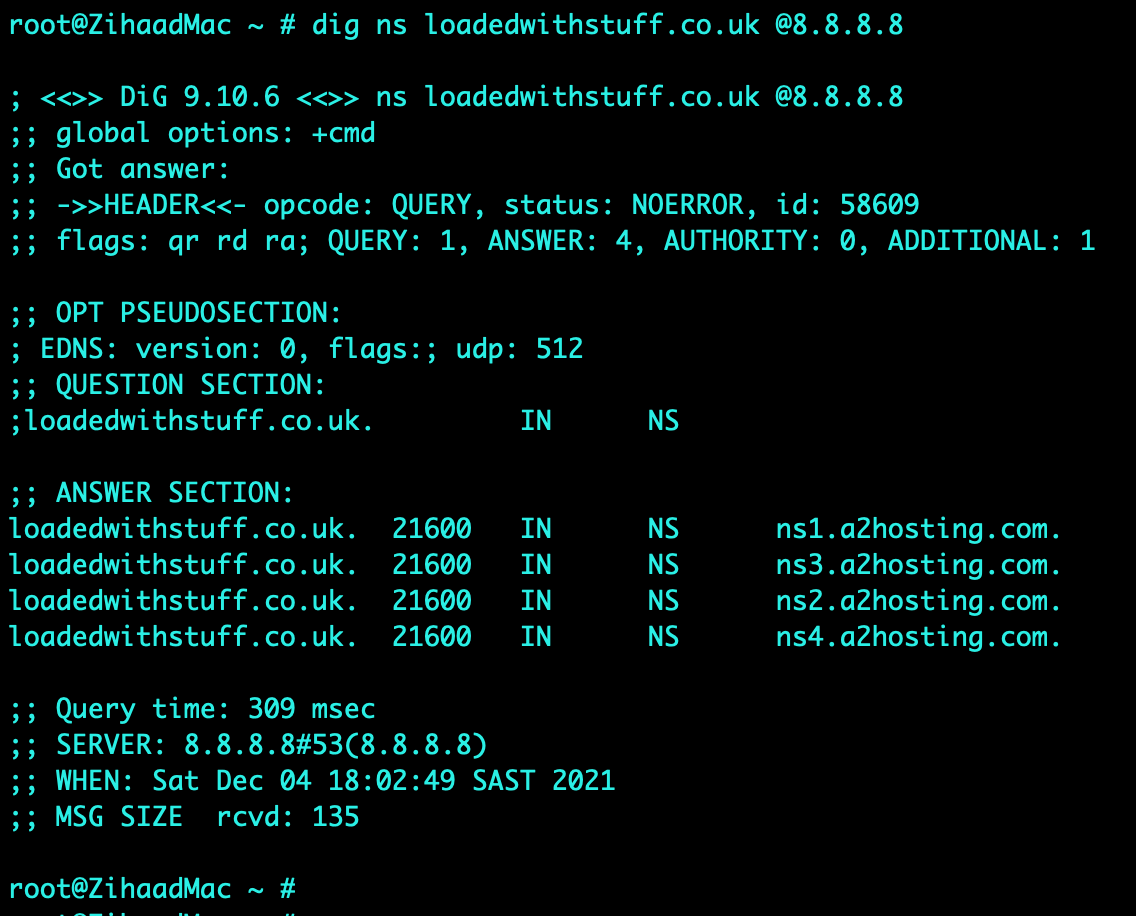 root@ZihaadMac ~ # dig ns loadedwithstuff.co.uk @8.8.8.8
; <<>> DiG 9.10.6 <<>> ns loadedwithstuff.co.uk @8.8.8.8
;; global options: +cmd
;; Got answer:
;; ->>HEADER<<- opcode: QUERY, status: NOERROR, id: 58609
;; flags: qr rd ra; QUERY: 1, ANSWER: 4, AUTHORITY: 0, ADDITIONAL: 1
;; OPT PSEUDOSECTION:
; EDNS: version: 0, flags:; udp: 512
;; QUESTION SECTION:
;loadedwithstuff.co.uk. IN NS
;; ANSWER SECTION:
loadedwithstuff.co.uk. 21600 IN NS ns1.a2hosting.com.
loadedwithstuff.co.uk. 21600 IN NS ns3.a2hosting.com.
loadedwithstuff.co.uk. 21600 IN NS ns2.a2hosting.com.
loadedwithstuff.co.uk. 21600 IN NS ns4.a2hosting.com.
;; Query time: 309 msec
;; SERVER: 8.8.8.8#53(8.8.8.8)
;; WHEN: Sat Dec 04 18:02:49 SAST 2021
;; MSG SIZE rcvd: 135
root@ZihaadMac ~ #